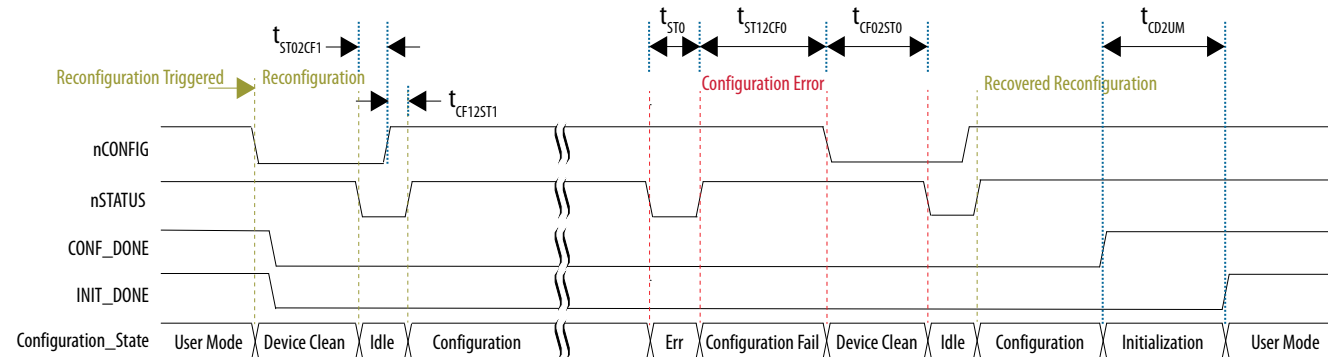 tST0
tST12CF0
tCF02ST0
tCD2UM
tST02CF1
Reconfiguration Triggered
Reconfiguration
Configuration Error
Recovered Reconfiguration
tCF12ST1
nCONFIG
nSTATUS
CONF_DONE
INIT_DONE
Configuration_State
User Mode
Device Clean
Idle
Configuration
Err
Configuration Fail
Device Clean
Idle
Configuration
Initialization
User Mode